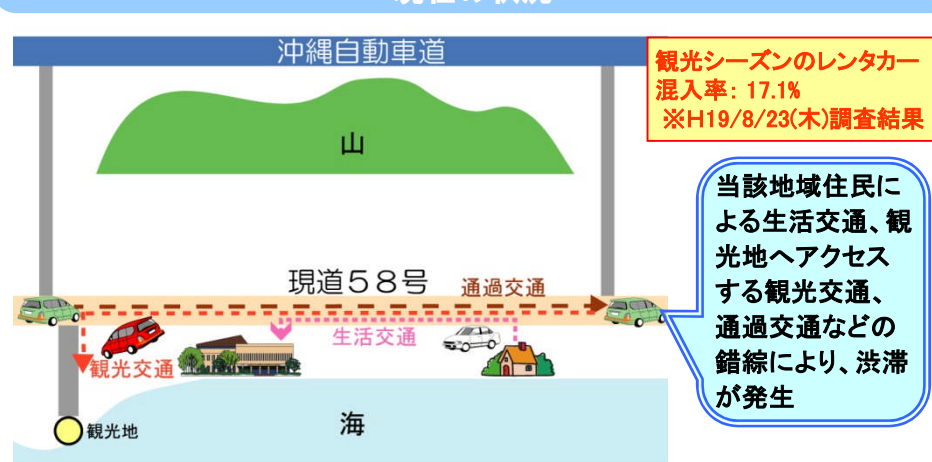 沖縄自動車道
観光シーズンのレンタカー
混入率：17.1%
※H19/8/23(木)調査結果
山
当該地域住民に
よる生活交通、観
光地へアクセス
する観光交通、
通過交通などの
錯綜により、渋滞
が発生
現道５８号
通過交通
生活交通
観光交通
観光地
海